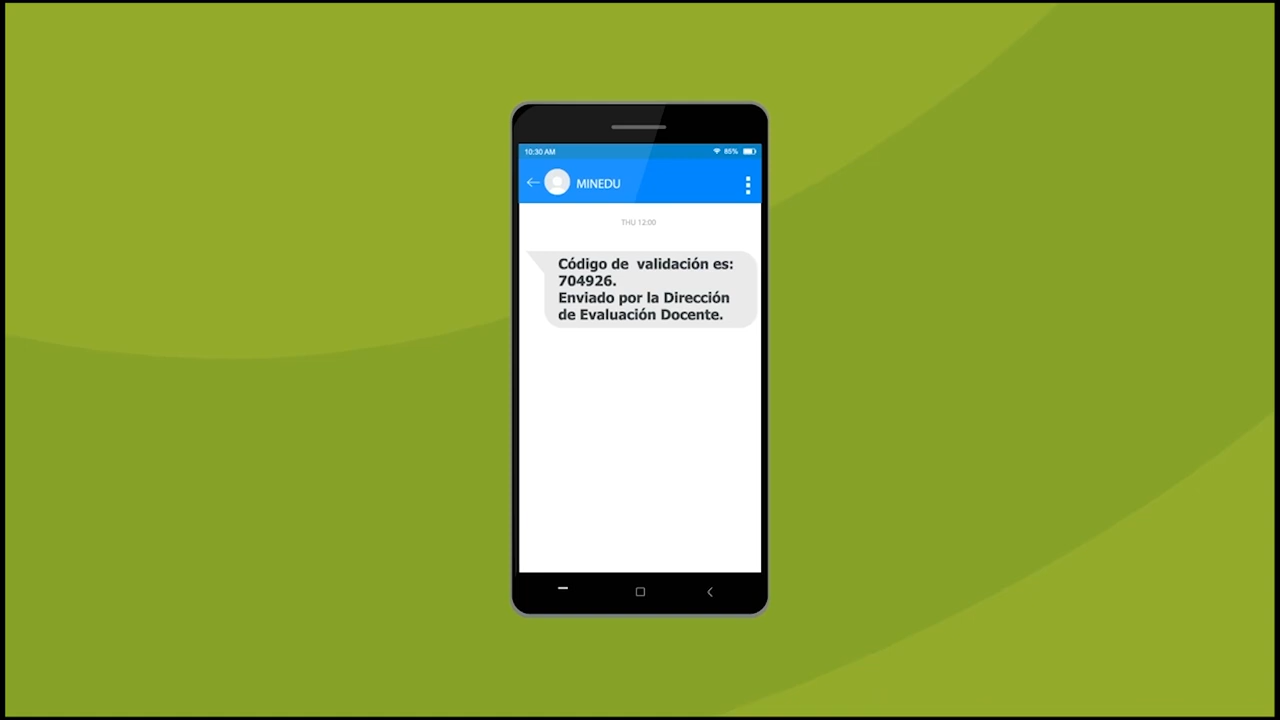 10:30 AM
85%
MINEDU
THU 12:00
Código de validación es:
704926.
Enviado por la Dirección
de Evaluación Docente.